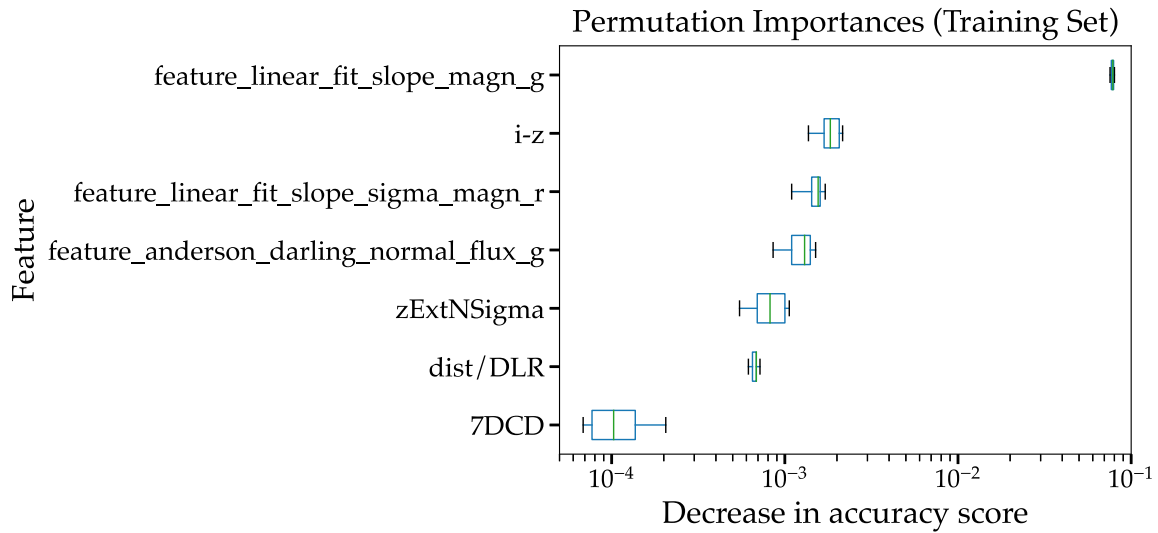 Permutation Importances (Training Set)
Feature
feature_linear_fit_slope_magn_g
i-z
feature_linear_fit_slope_sigma_magn_r
feature_anderson_darling_normal_flux_g
zExtNSigma
dist/DLR
7DCD
10⁻⁴ 10⁻³ 10⁻² 10⁻¹
Decrease in accuracy score